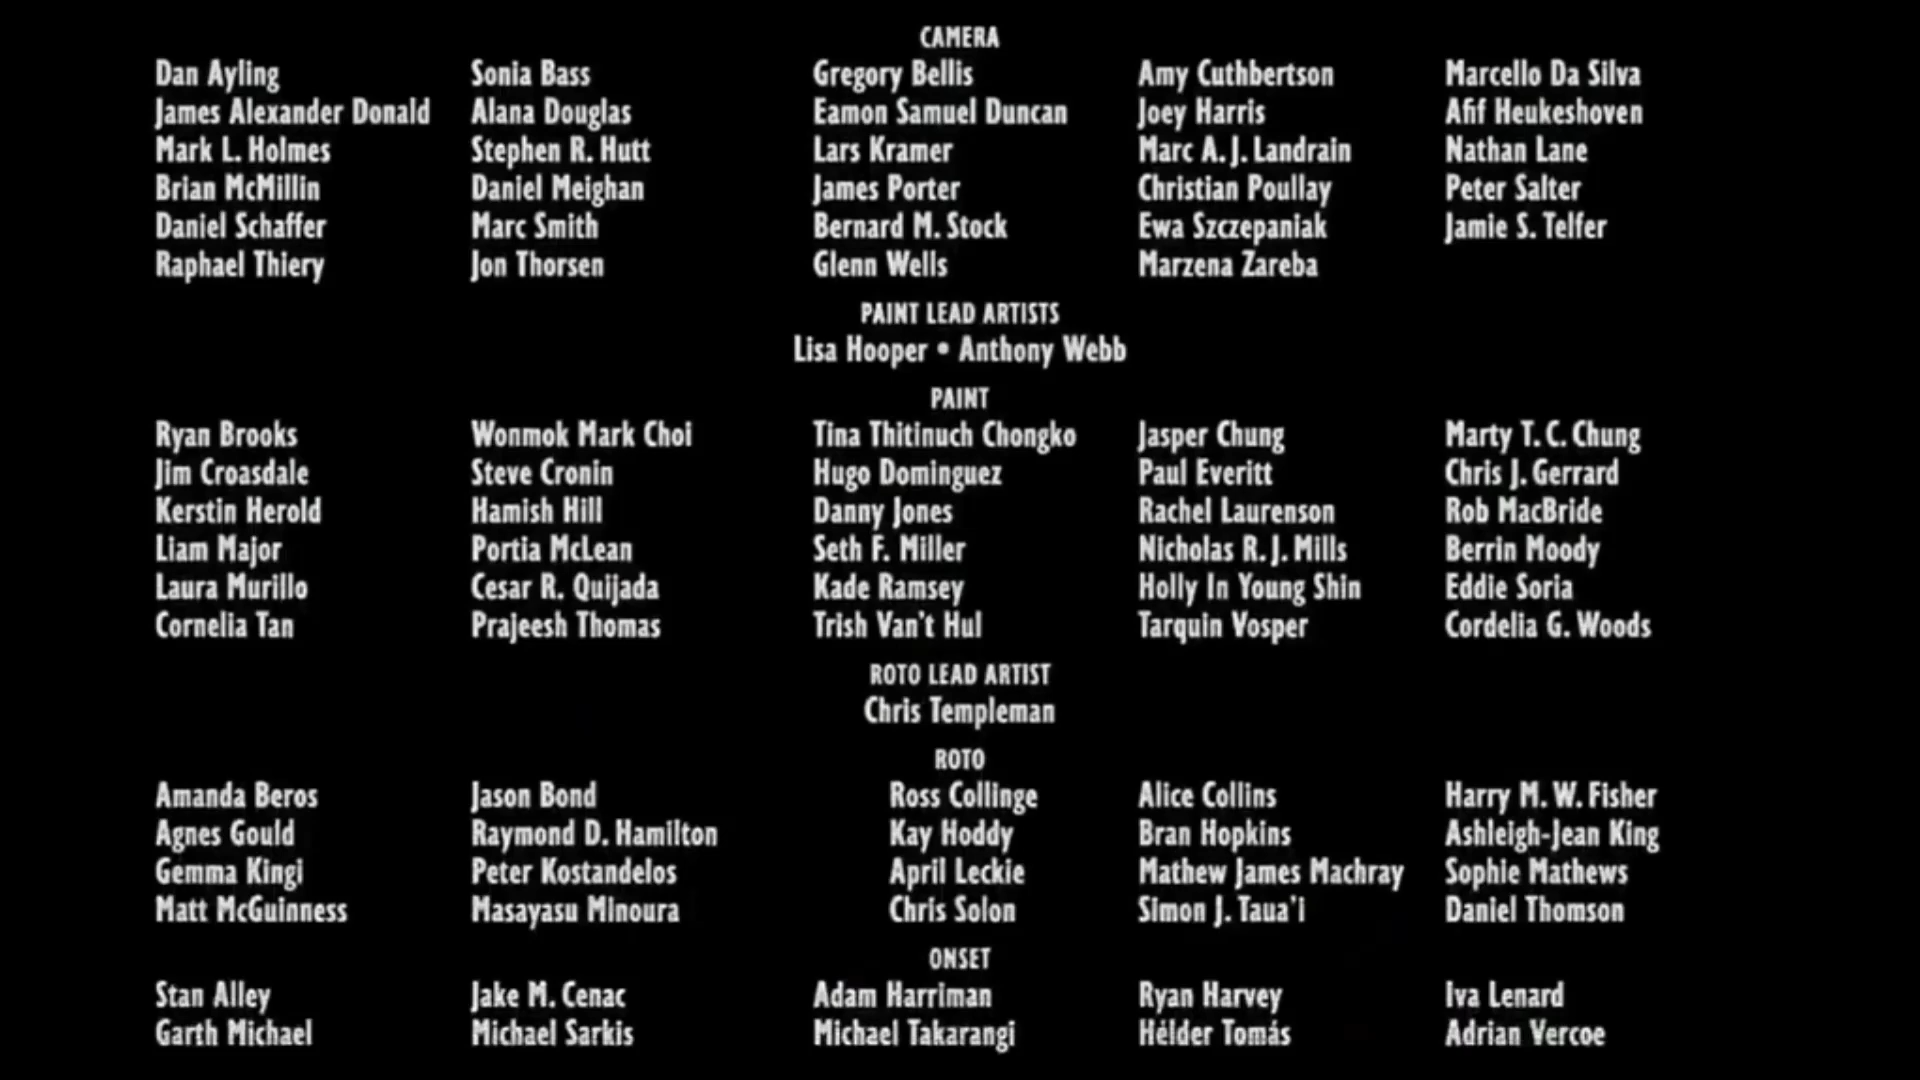 CAMERA
Dan Ayling Sonia Bass Gregory Bellis Amy Cuthbertson Marcello Da Silva
James Alexander Donald Alana Douglas Eamon Samuel Duncan Joey Harris Afif Heukeshoven
Mark L. Holmes Stephen R. Hutt Lars Kramer Marc A. J. Landrain Nathan Lane
Brian McMillin Daniel Meighan James Porter Christian Poullay Peter Salter
Daniel Schaffer Marc Smith Bernard M. Stock Ewa Szczepaniak Jamie S. Telfer
Raphael Thiery Jon Thorsen Glenn Wells Marzena Zareba
PAINT LEAD ARTISTS
Lisa Hooper • Anthony Webb
PAINT
Ryan Brooks Wonmok Mark Choi Tina Thitinuch Chongko Jasper Chung Marty T. C. Chung
Jim Croasdale Steve Cronin Hugo Dominguez Paul Everitt Chris J. Gerrard
Kerstin Herold Hamish Hill Danny Jones Rachel Laurenson Rob MacBride
Liam Major Portia McLean Seth F. Miller Nicholas R. J. Mills Berrin Moody
Laura Murillo Cesar R. Quijada Kade Ramsey Holly In Young Shin Eddie Soria
Cornelia Tan Prajeesh Thomas Trish Van't Hul Tarquin Vosper Cordelia G. Woods
ROTO LEAD ARTIST
Chris Templeman
ROTO
Amanda Beros Jason Bond Ross Collinge Alice Collins Harry M. W. Fisher
Agnes Gould Raymond D. Hamilton Kay Hoddy Bran Hopkins Ashleigh-Jean King
Gemma Kingi Peter Kostandelos April Leckie Mathew James Machray Sophie Mathews
Matt McGuinness Masayasu Minoura Chris Solon Simon J. Taua'i Daniel Thomson
ONSET
Stan Alley Jake M. Cenac Adam Harriman Ryan Harvey Iva Lenard
Garth Michael Michael Sarkis Michael Takarangi Hélder Tomás Adrian Vercoe